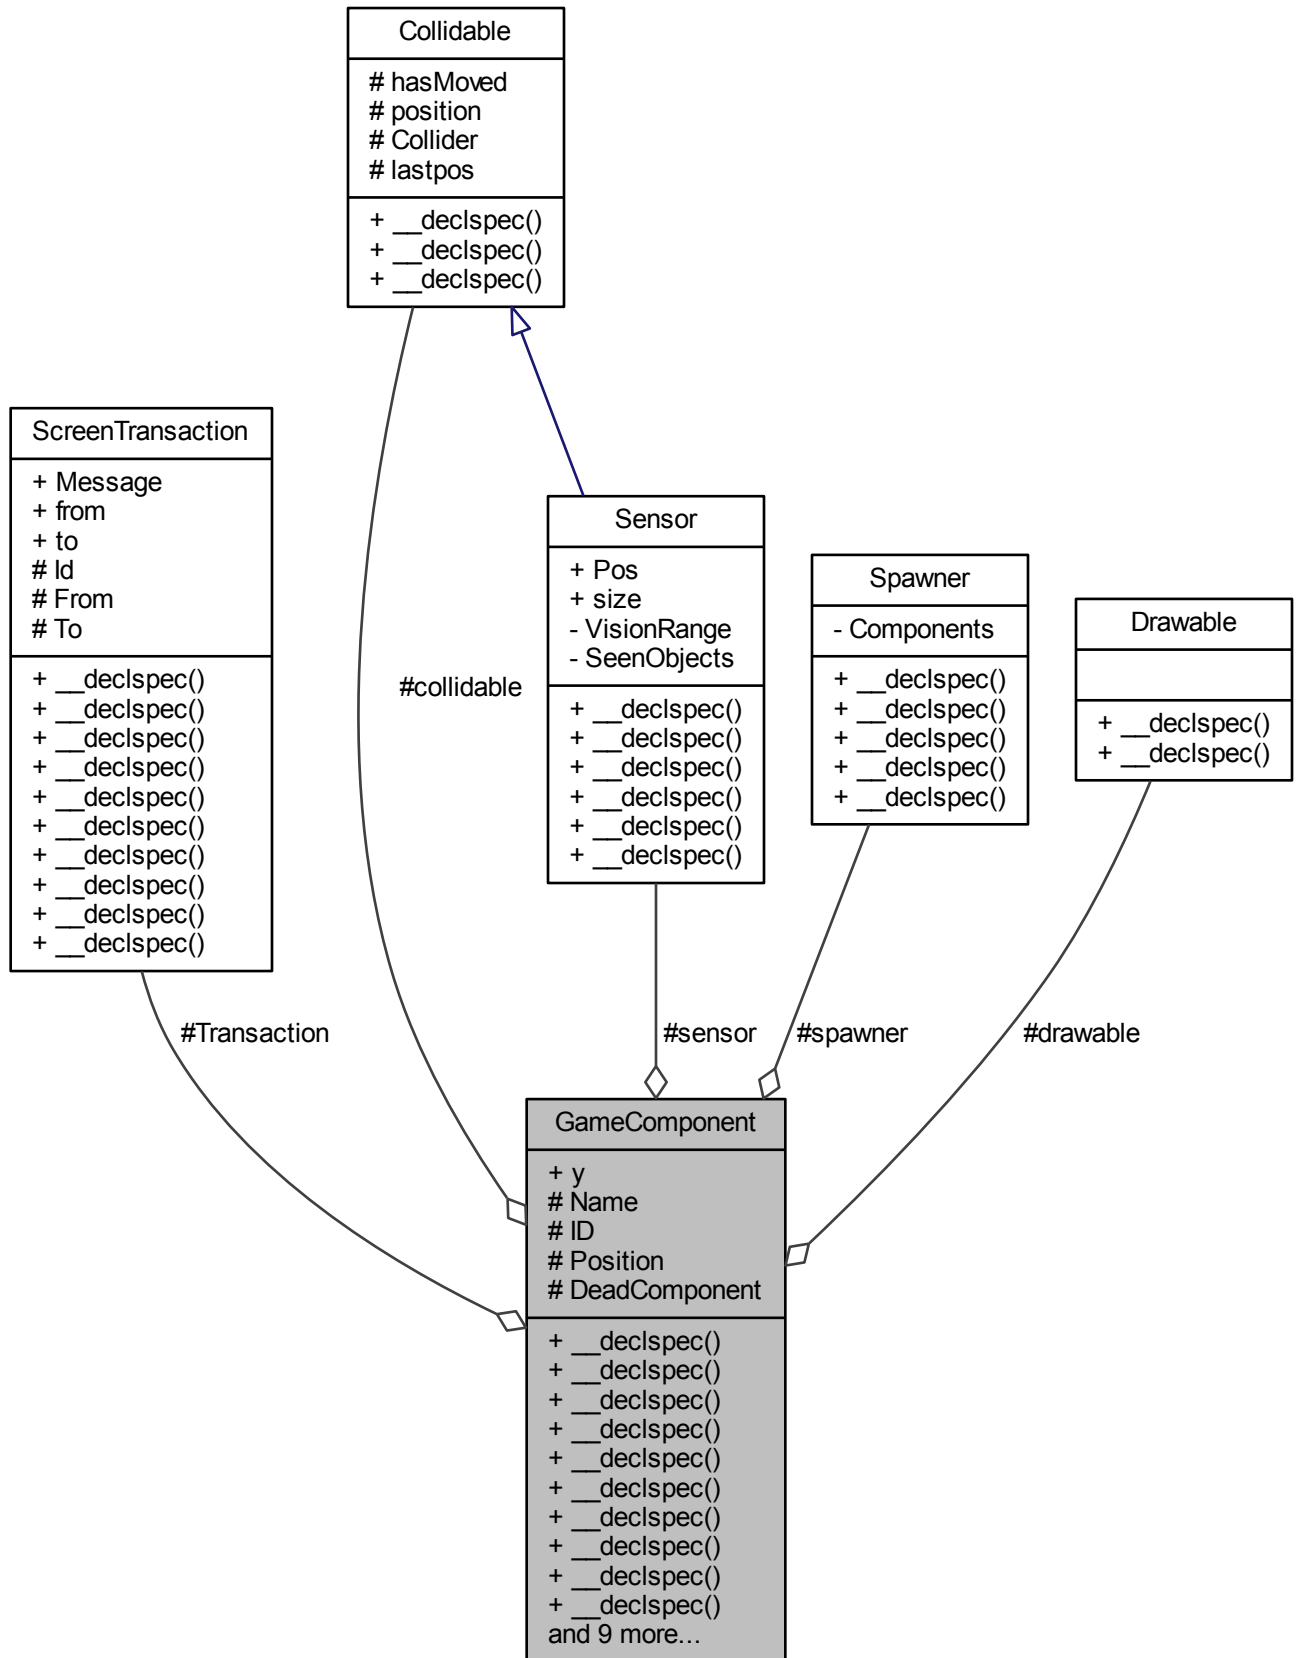 Collidable
# hasMoved
# position
# Collider
# lastpos
+ __declspec()
+ __declspec()
+ __declspec()
ScreenTransaction
+ Message
+ from
+ to
# Id
# From
# To
+ __declspec()
+ __declspec()
+ __declspec()
+ __declspec()
+ __declspec()
+ __declspec()
+ __declspec()
+ __declspec()
+ __declspec()
+ __declspec()
Sensor
+ Pos
+ size
- VisionRange
- SeenObjects
+ __declspec()
+ __declspec()
+ __declspec()
+ __declspec()
+ __declspec()
+ __declspec()
Spawner
- Components
+ __declspec()
+ __declspec()
+ __declspec()
+ __declspec()
+ __declspec()
Drawable
+ __declspec()
+ __declspec()
#collidable
#Transaction
#sensor
#spawner
#drawable
GameComponent
+ y
# Name
# ID
# Position
# DeadComponent
+ __declspec()
+ __declspec()
+ __declspec()
+ __declspec()
+ __declspec()
+ __declspec()
+ __declspec()
+ __declspec()
+ __declspec()
+ __declspec()
and 9 more...